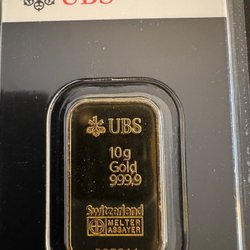 UBS
UBS
10g
Gold
999,9
Switzerland
MELTER
ASSAYER